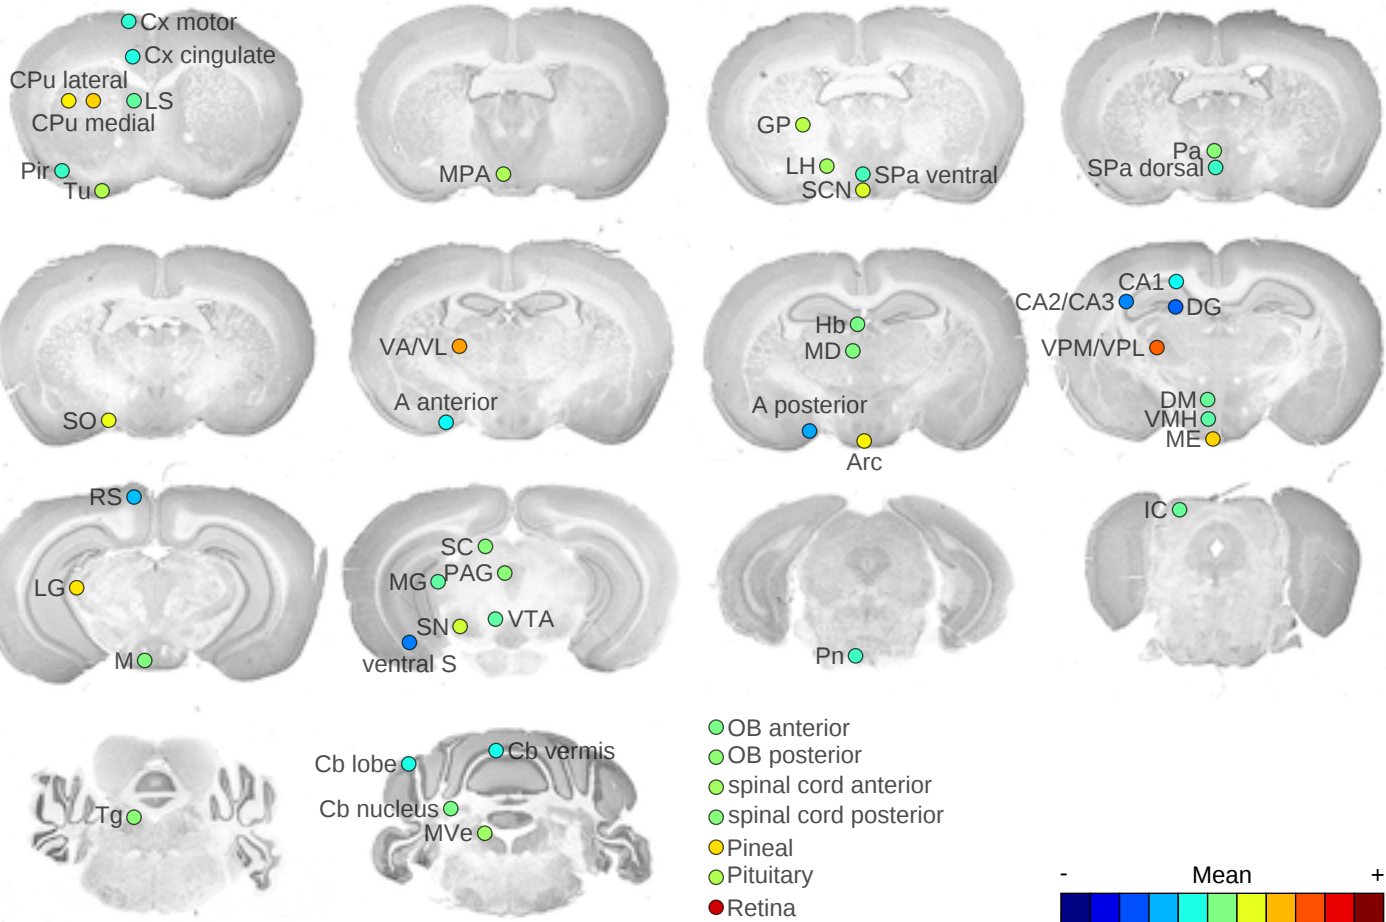 Cx motor
Cx cingulate
CPu lateral
LS
CPu medial
Pir
Tu
MPA
GP
LH
SPa ventral
SCN
Pa
SPa dorsal
SO
VA/VL
A anterior
Hb
MD
A posterior
Arc
CA1
CA2/CA3
DG
VPM/VPL
DM
VMH
ME
RS
LG
M
SC
MG
PAG
SN
VTA
ventral S
Pn
IC
Tg
Cb lobe
Cb vermis
Cb nucleus
MVe
OB anterior
OB posterior
spinal cord anterior
spinal cord posterior
Pineal
Pituitary
Retina
- Mean +